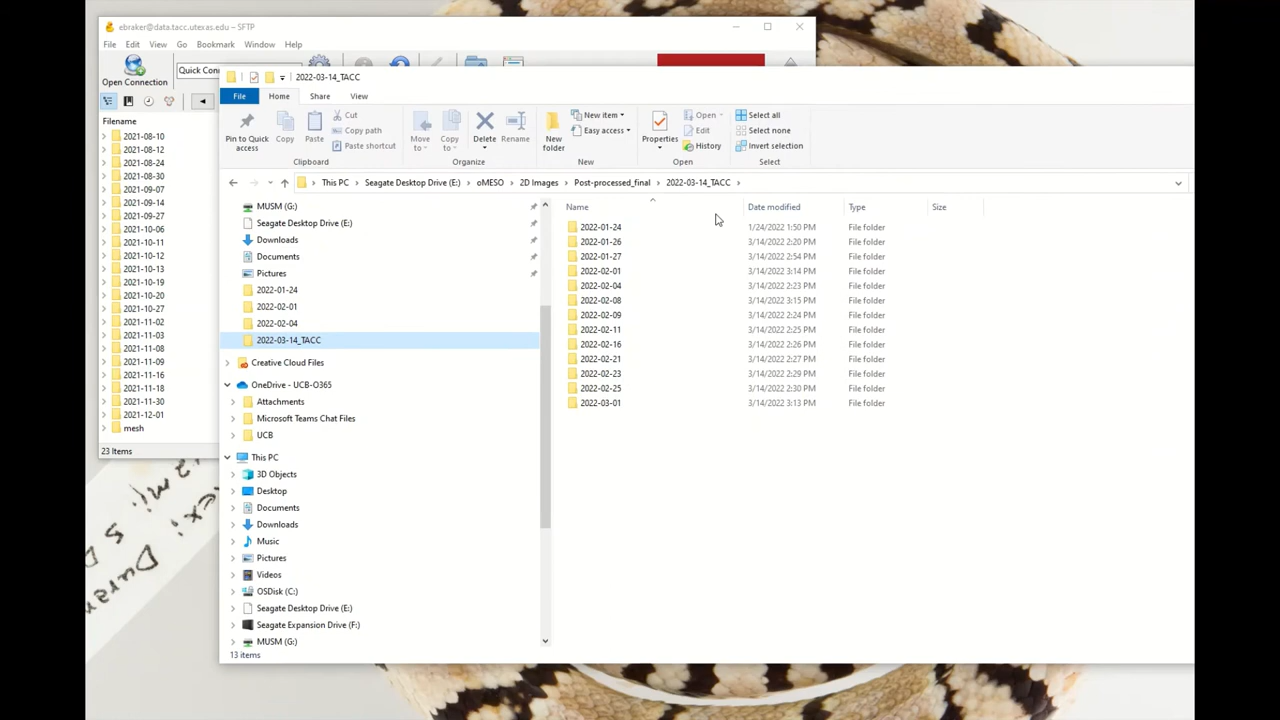 ebraker@data.tacc.utexas.edu – SFTP
File Edit View Go Bookmark Window Help
Open Connection
Quick Con
Filename
2021-08-10
2021-08-12
2021-08-24
2021-08-30
2021-09-07
2021-09-14
2021-09-27
2021-10-06
2021-10-11
2021-10-12
2021-10-13
2021-10-19
2021-10-20
2021-10-27
2021-11-02
2021-11-03
2021-11-08
2021-11-09
2021-11-16
2021-11-18
2021-11-30
2021-12-01
mesh
23 Items
2022-03-14_TACC
File Home Share View
Pin to Quick access
Copy
Paste
Cut
Copy path
Paste shortcut
Clipboard
Move to
Copy to
Delete
Rename
Organize
New folder
New item
Easy access
New
Properties
Open
Edit
History
Open
Select all
Select none
Invert selection
Select
This PC > Seagate Desktop Drive (E:) > oMESO > 2D Images > Post-processed_final > 2022-03-14_TACC >
MUSM (G:)
Seagate Desktop Drive (E:)
Downloads
Documents
Pictures
2022-01-24
2022-02-01
2022-02-04
2022-03-14_TACC
Creative Cloud Files
OneDrive - UCB-O365
Attachments
Microsoft Teams Chat Files
UCB
This PC
3D Objects
Desktop
Documents
Downloads
Music
Pictures
Videos
OSDisk (C:)
Seagate Desktop Drive (E:)
Seagate Expansion Drive (F:)
MUSM (G:)
13 items
Name Date modified Type Size
2022-01-24 1/24/2022 1:50 PM File folder
2022-01-26 3/14/2022 2:20 PM File folder
2022-01-27 3/14/2022 2:54 PM File folder
2022-02-01 3/14/2022 3:14 PM File folder
2022-02-04 3/14/2022 2:23 PM File folder
2022-02-08 3/14/2022 3:15 PM File folder
2022-02-09 3/14/2022 2:24 PM File folder
2022-02-11 3/14/2022 2:25 PM File folder
2022-02-16 3/14/2022 2:26 PM File folder
2022-02-21 3/14/2022 2:27 PM File folder
2022-02-23 3/14/2022 2:29 PM File folder
2022-02-25 3/14/2022 2:30 PM File folder
2022-03-01 3/14/2022 3:13 PM File folder